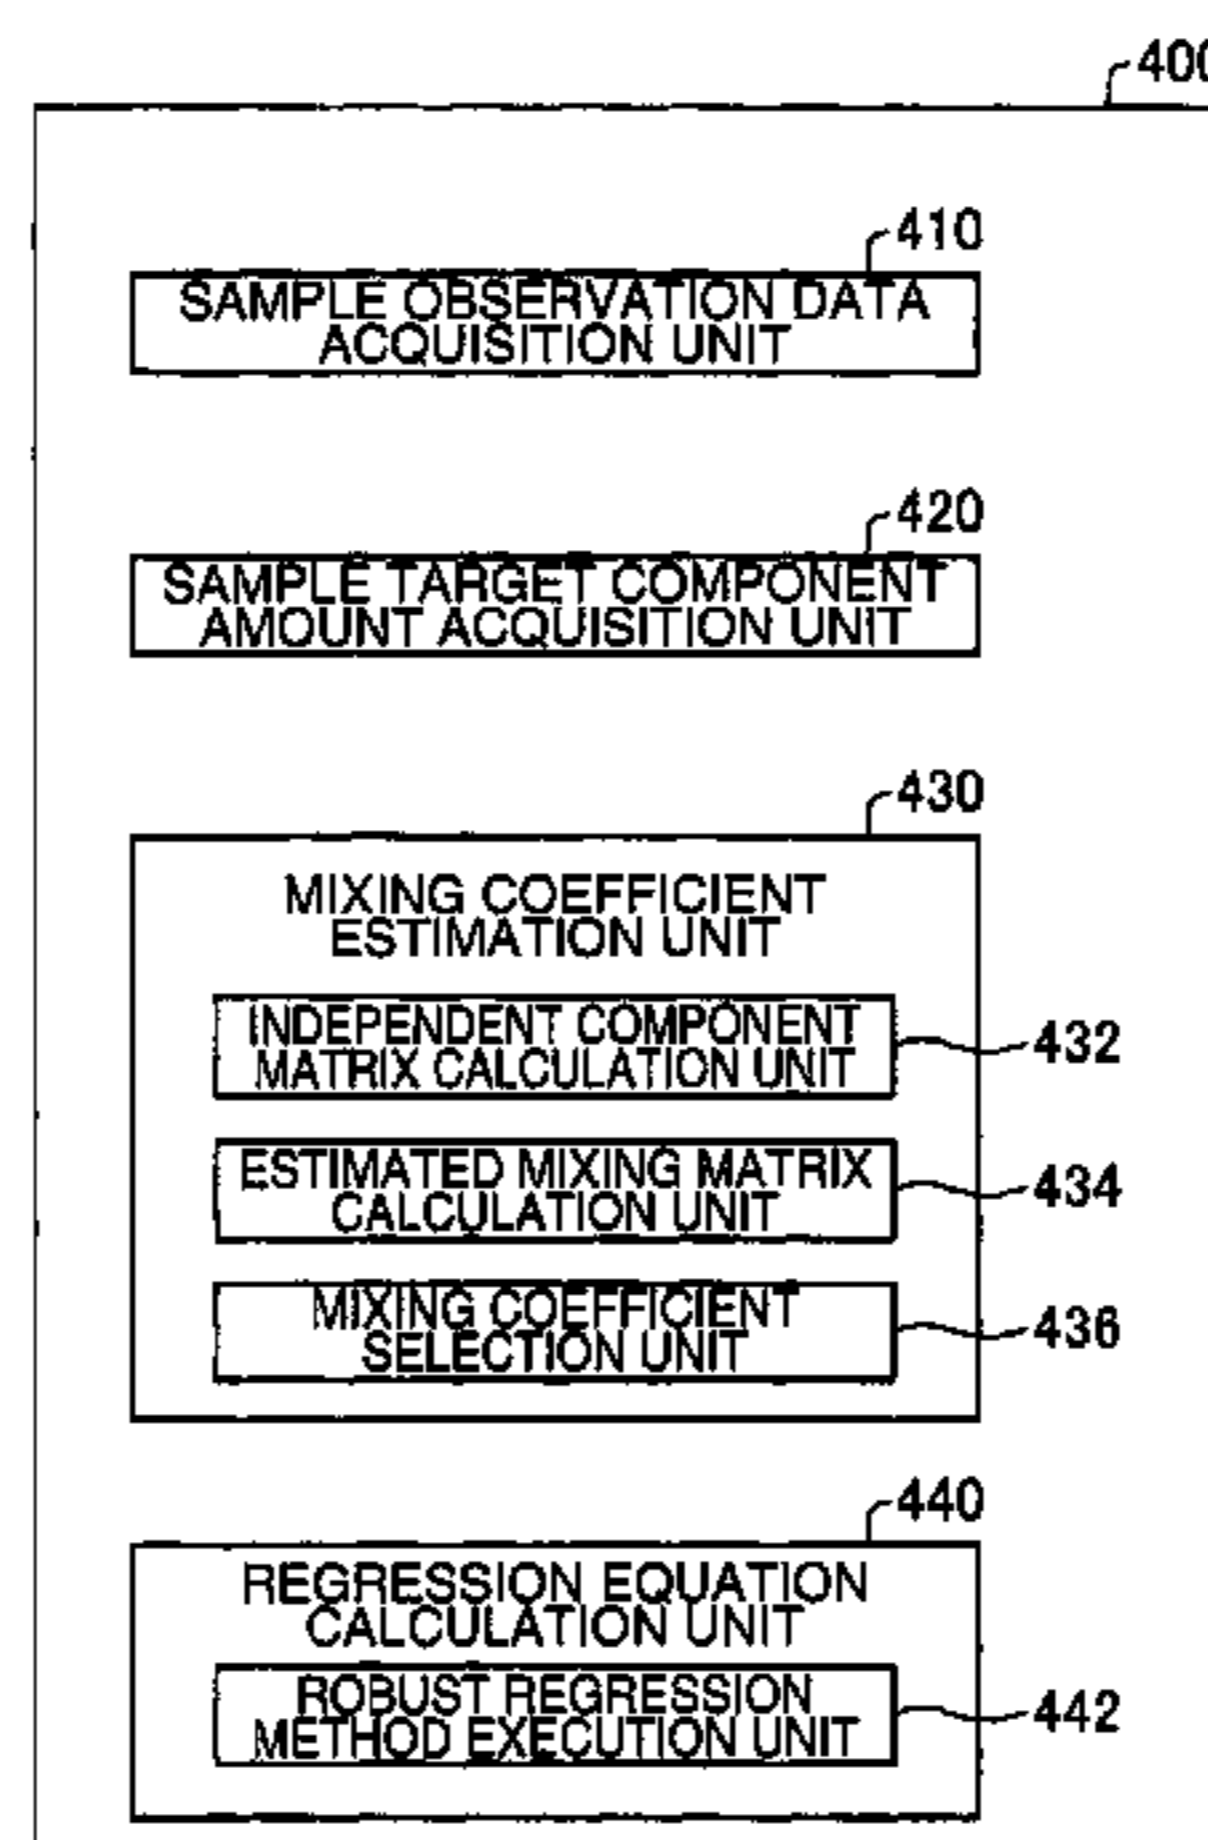 400
410
SAMPLE OBSERVATION DATA
ACQUISITION UNIT
420
SAMPLE TARGET COMPONENT
AMOUNT ACQUISITION UNIT
430
MIXING COEFFICIENT
ESTIMATION UNIT
INDEPENDENT COMPONENT
MATRIX CALCULATION UNIT
432
ESTIMATED MIXING MATRIX
CALCULATION UNIT
434
MIXING COEFFICIENT
SELECTION UNIT
436
440
REGRESSION EQUATION
CALCULATION UNIT
ROBUST REGRESSION
METHOD EXECUTION UNIT
442